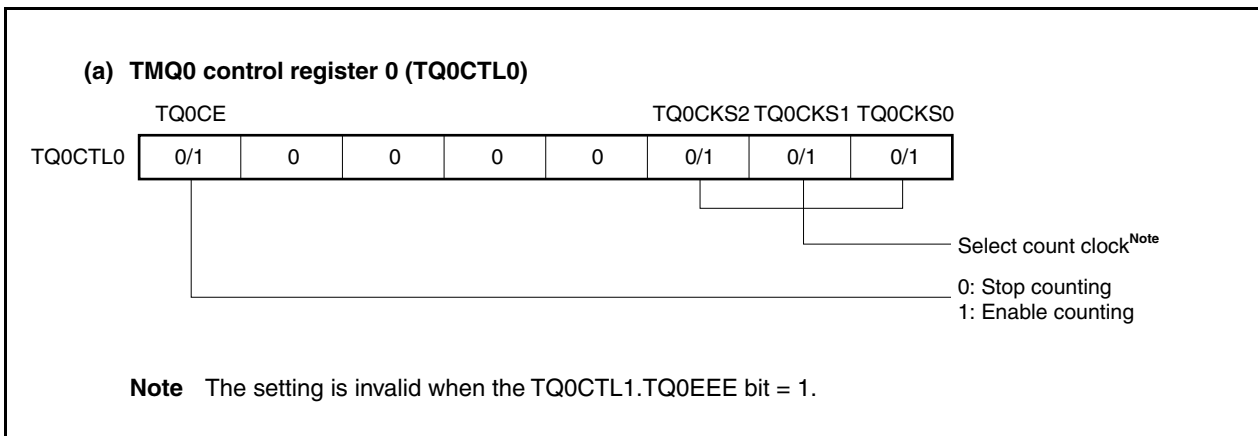 (a) TMQ0 control register 0 (TQ0CTL0)
TQ0CE TQ0CKS2 TQ0CKS1 TQ0CKS0
TQ0CTL0 0/1 0 0 0 0 0/1 0/1 0/1
Select count clockNote
0: Stop counting
1: Enable counting
Note The setting is invalid when the TQ0CTL1.TQ0EEE bit = 1.